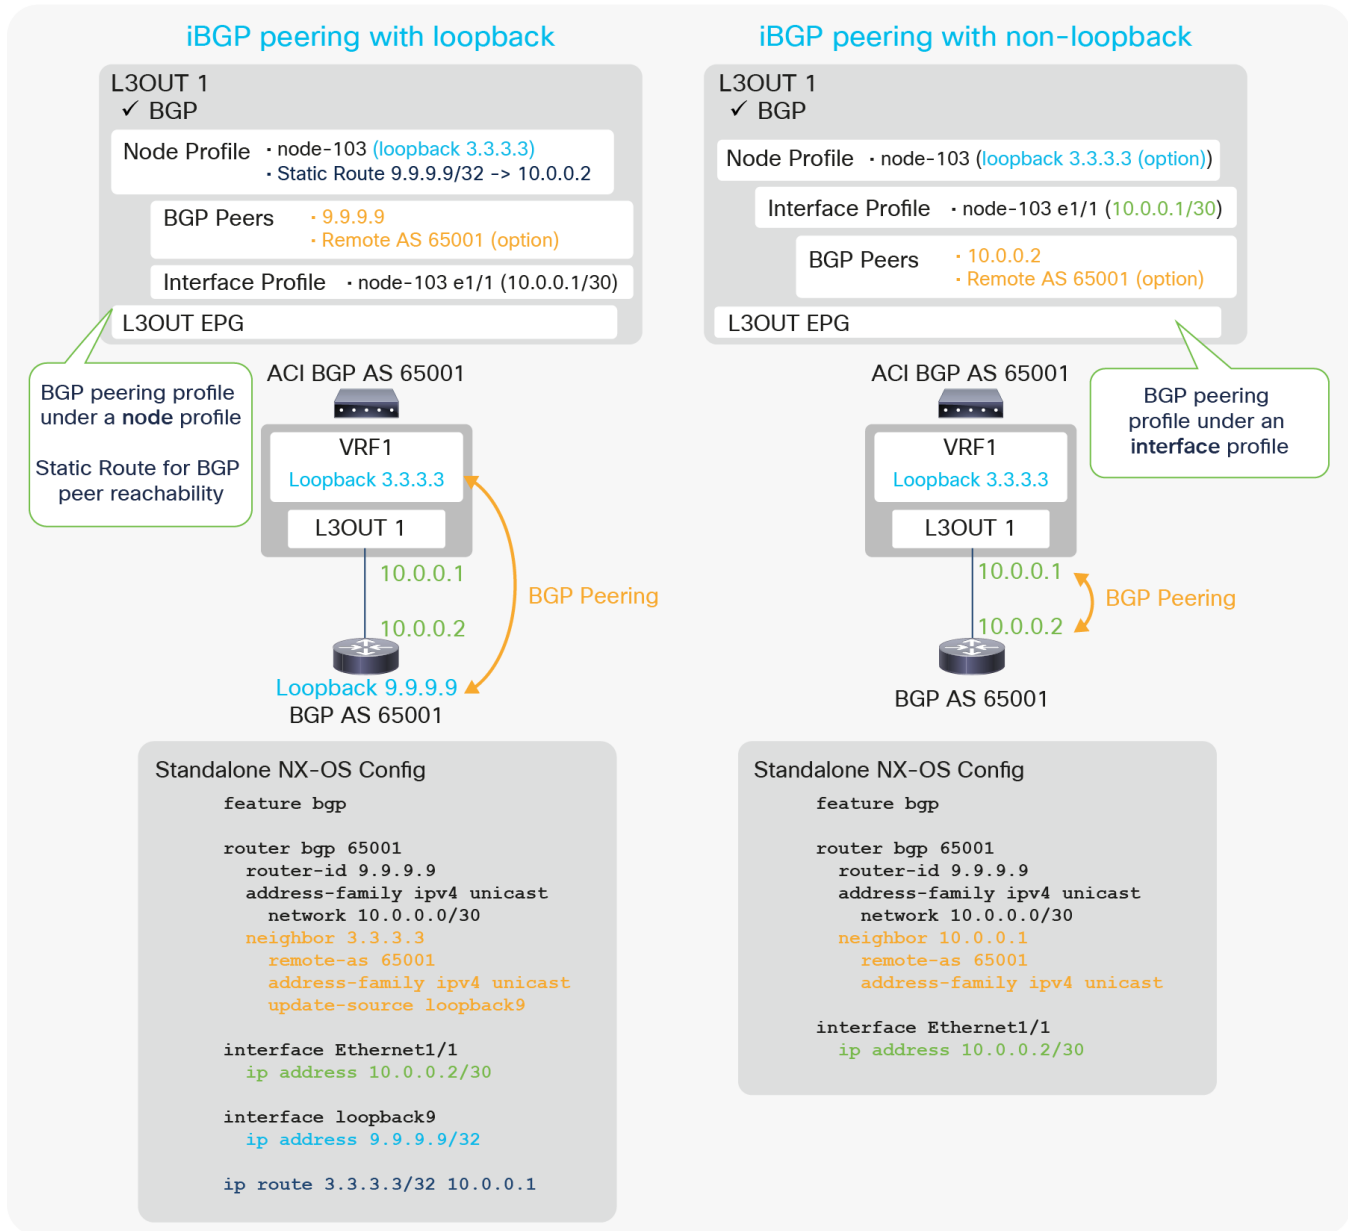 iBGP peering with loopback
L3OUT 1
✓ BGP
Node Profile
· node-103 (loopback 3.3.3.3)
· Static Route 9.9.9.9/32 -> 10.0.0.2
BGP Peers
· 9.9.9.9
· Remote AS 65001 (option)
Interface Profile · node-103 e1/1 (10.0.0.1/30)
L3OUT EPG
BGP peering profile
under a node profile
Static Route for BGP
peer reachability
ACI BGP AS 65001
VRF1
Loopback 3.3.3.3
L3OUT 1
10.0.0.1
BGP Peering
10.0.0.2
Loopback 9.9.9.9
BGP AS 65001
Standalone NX-OS Config
feature bgp
router bgp 65001
router-id 9.9.9.9
address-family ipv4 unicast
network 10.0.0.0/30
neighbor 3.3.3.3
remote-as 65001
address-family ipv4 unicast
update-source loopback9
interface Ethernet1/1
ip address 10.0.0.2/30
interface loopback9
ip address 9.9.9.9/32
ip route 3.3.3.3/32 10.0.0.1
iBGP peering with non-loopback
L3OUT 1
✓ BGP
Node Profile · node-103 (loopback 3.3.3.3 (option))
Interface Profile · node-103 e1/1 (10.0.0.1/30)
BGP Peers
· 10.0.0.2
· Remote AS 65001 (option)
L3OUT EPG
BGP peering
profile under an
interface profile
ACI BGP AS 65001
VRF1
Loopback 3.3.3.3
L3OUT 1
10.0.0.1
BGP Peering
10.0.0.2
BGP AS 65001
Standalone NX-OS Config
feature bgp
router bgp 65001
router-id 9.9.9.9
address-family ipv4 unicast
network 10.0.0.0/30
neighbor 10.0.0.1
remote-as 65001
address-family ipv4 unicast
interface Ethernet1/1
ip address 10.0.0.2/30